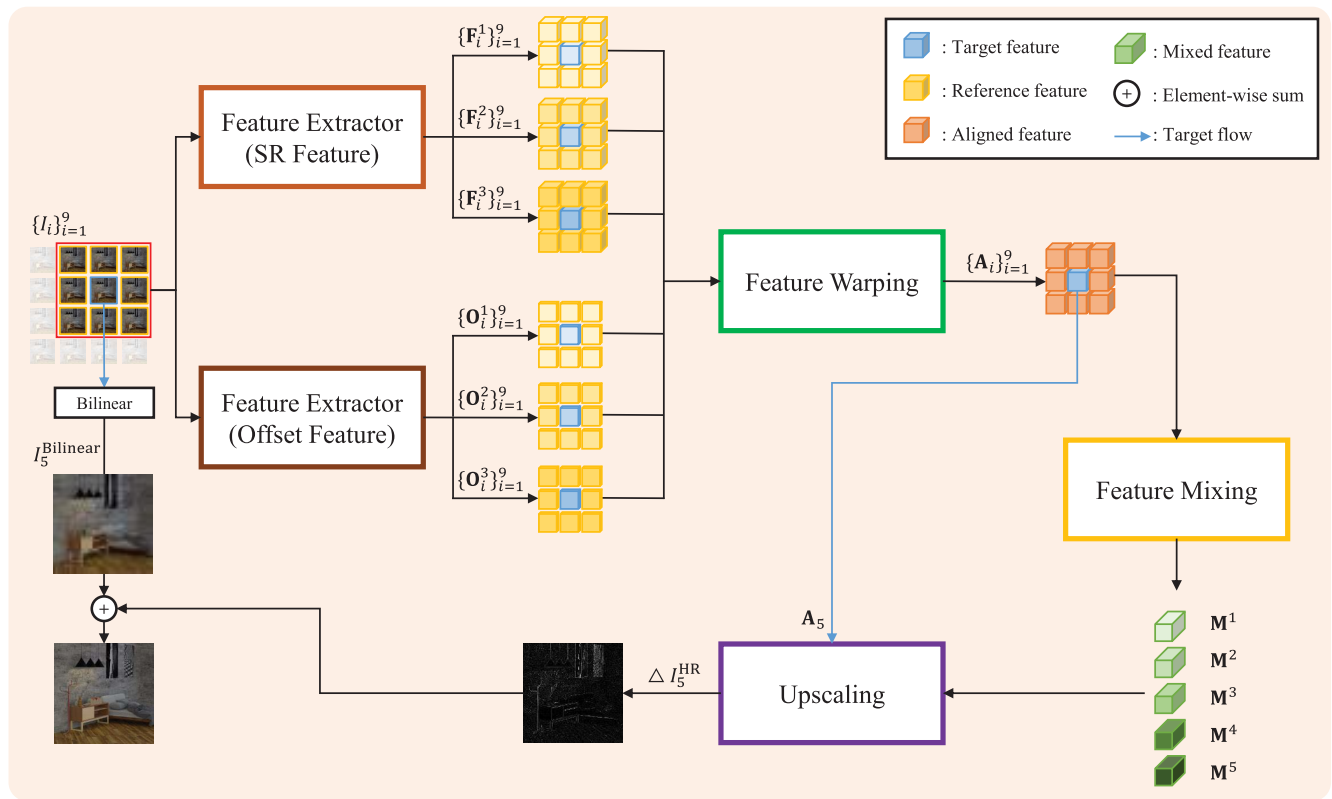 {F_i^1}_{i=1}^9
: Target feature
: Mixed feature
: Reference feature
+ : Element-wise sum
: Aligned feature
: Target flow
Feature Extractor
(SR Feature)
{F_i^2}_{i=1}^9
{F_i^3}_{i=1}^9
{I_i}_{i=1}^9
Feature Warping
{A_i}_{i=1}^9
{O_i^1}_{i=1}^9
Bilinear
Feature Extractor
(Offset Feature)
{O_i^2}_{i=1}^9
I_5^Bilinear
{O_i^3}_{i=1}^9
Feature Mixing
+
A_5
M^1
M^2
△ I_5^HR
Upscaling
M^3
M^4
M^5